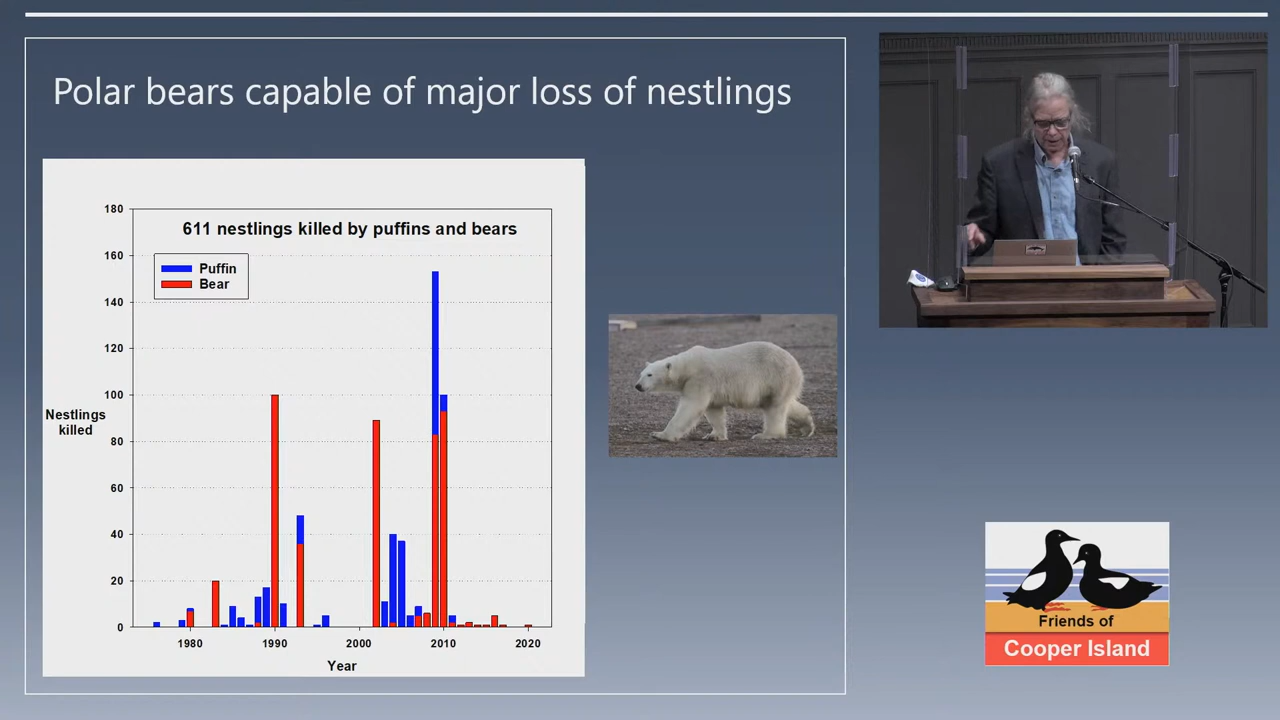 Polar bears capable of major loss of nestlings
611 nestlings killed by puffins and bears
Puffin
Bear
180
160
140
120
100
80
60
40
20
0
Nestlings
killed
1980
1990
2000
2010
2020
Year
Friends of
Cooper Island